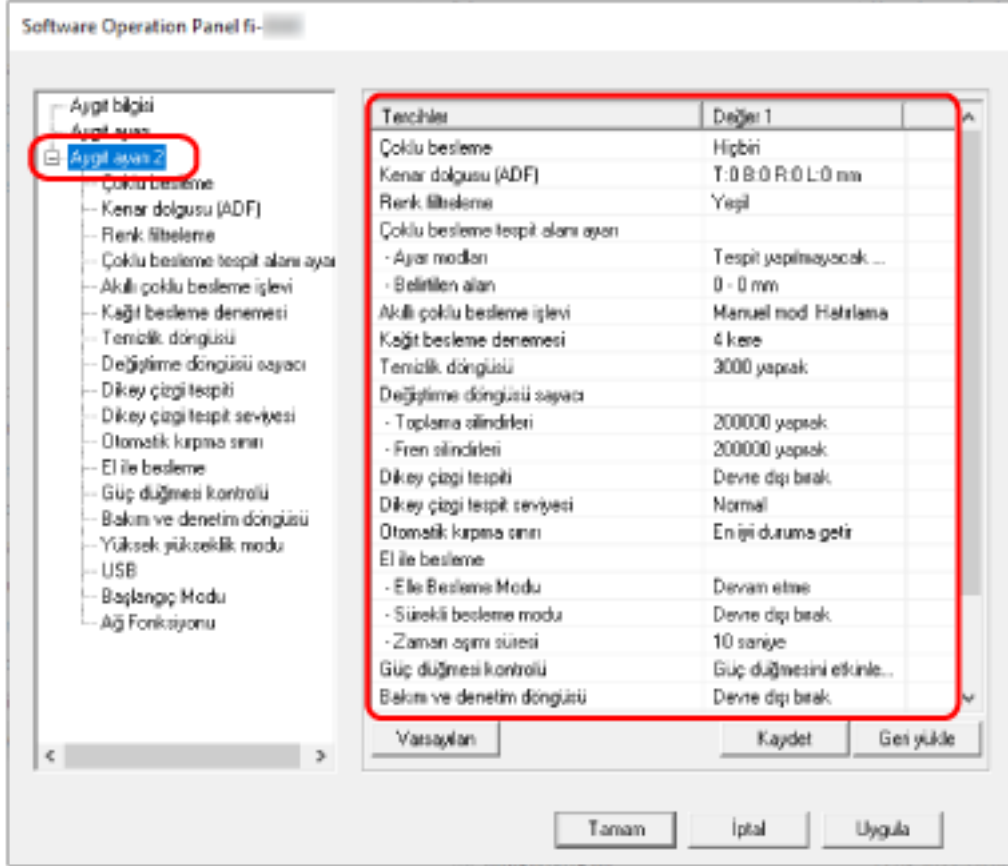 Software Operation Panel fi-
Aygıt bilgisi
Aygıt ayarı
Aygıt ayarı 2
Çoklu besleme
Kenar dolgusu (ADF)
Renk filtreleme
Çoklu besleme tespit alanı ayar
Akıllı çoklu besleme işlevi
Kağıt besleme denemesi
Temizlik döngüsü
Değiştirme döngüsü sayacı
Dikey çizgi tespiti
Dikey çizgi tespit seviyesi
Otomatik kırpma sınırı
El ile besleme
Güç düğmesi kontrolü
Bakım ve denetim döngüsü
Yüksek yükseklik modu
USB
Başlangıç Modu
Ağ Fonksiyonu
Tercihler Değer 1
Çoklu besleme Hiçbiri
Kenar dolgusu (ADF) T:0 B:0 R:0 L:0 mm
Renk filtreleme Yeşil
Çoklu besleme tespit alanı ayarı
- Ayar modları Tespit yapılmayacak ...
- Belirtilen alan 0 - 0 mm
Akıllı çoklu besleme işlevi Manuel mod Hatırlama
Kağıt besleme denemesi 4 kere
Temizlik döngüsü 3000 yaprak
Değiştirme döngüsü sayacı
- Toplama silindirleri 200000 yaprak
- Fren silindirleri 200000 yaprak
Dikey çizgi tespiti Devre dışı bırak
Dikey çizgi tespit seviyesi Normal
Otomatik kırpma sınırı En iyi duruma getir
El ile besleme
- Elle Besleme Modu Devam etme
- Sürekli besleme modu Devre dışı bırak
- Zaman aşımı süresi 10 saniye
Güç düğmesi kontrolü Güç düğmesini etkinle...
Bakım ve denetim döngüsü Devre dışı bırak
Varsayılan Kaydet Geri yükle
Tamam İptal Uygula